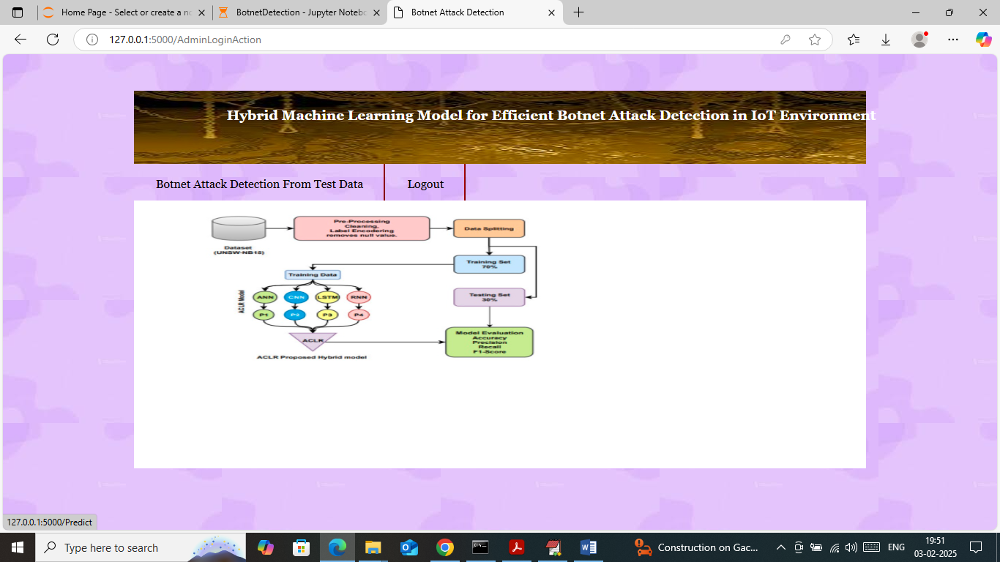 Home Page - Select or create a no
BotnetDetection - Jupyter Notebo
Botnet Attack Detection
127.0.0.1:5000/AdminLoginAction
Hybrid Machine Learning Model for Efficient Botnet Attack Detection in IoT Environment
Botnet Attack Detection From Test Data
Logout
Pre-Processing
Cleaning,
Label Encoding
removes null value.
Data Splitting
Dataset
(UNSW-NB15)
Training Set
70%
Training Data
ACLR Model
ANN
CNN
LSTM
RNN
Testing Set
30%
P1
P2
P3
P4
ACLR
Model Evaluation
Accuracy
Precision
Recall
F1-Score
ACLR Proposed Hybrid model
127.0.0.1:5000/Predict
Type here to search
Construction on Gac...
ENG
19:51
03-02-2025